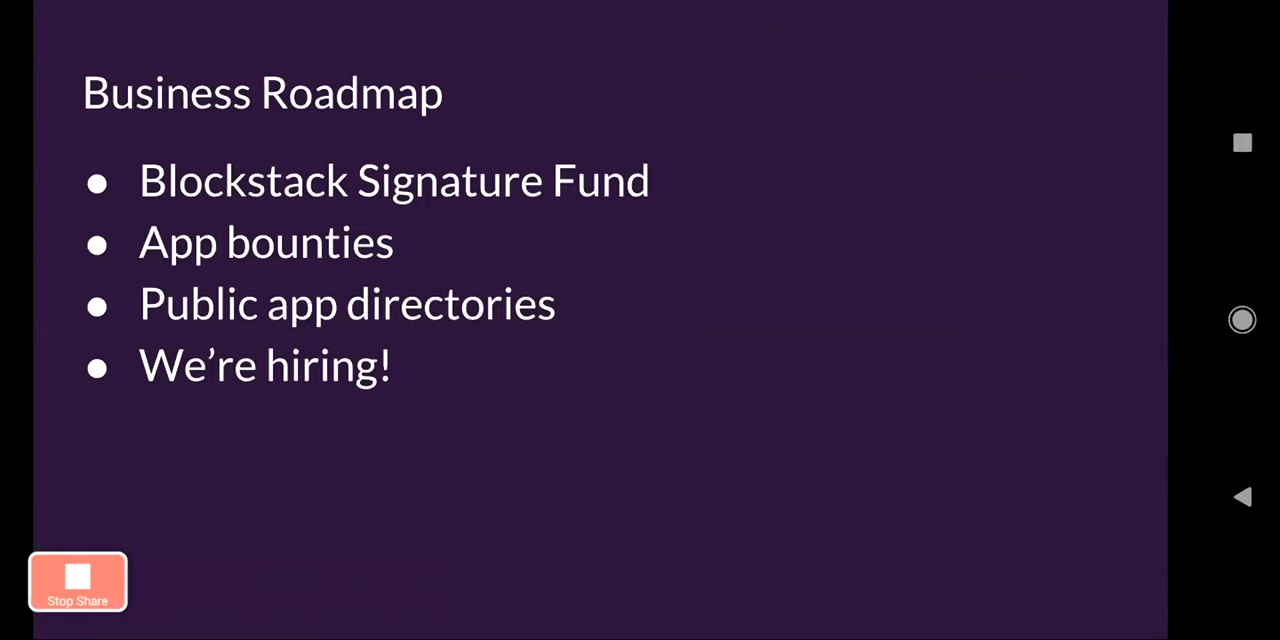 Business Roadmap
● Blockstack Signature Fund
● App bounties
● Public app directories
● We’re hiring!
Stop Share